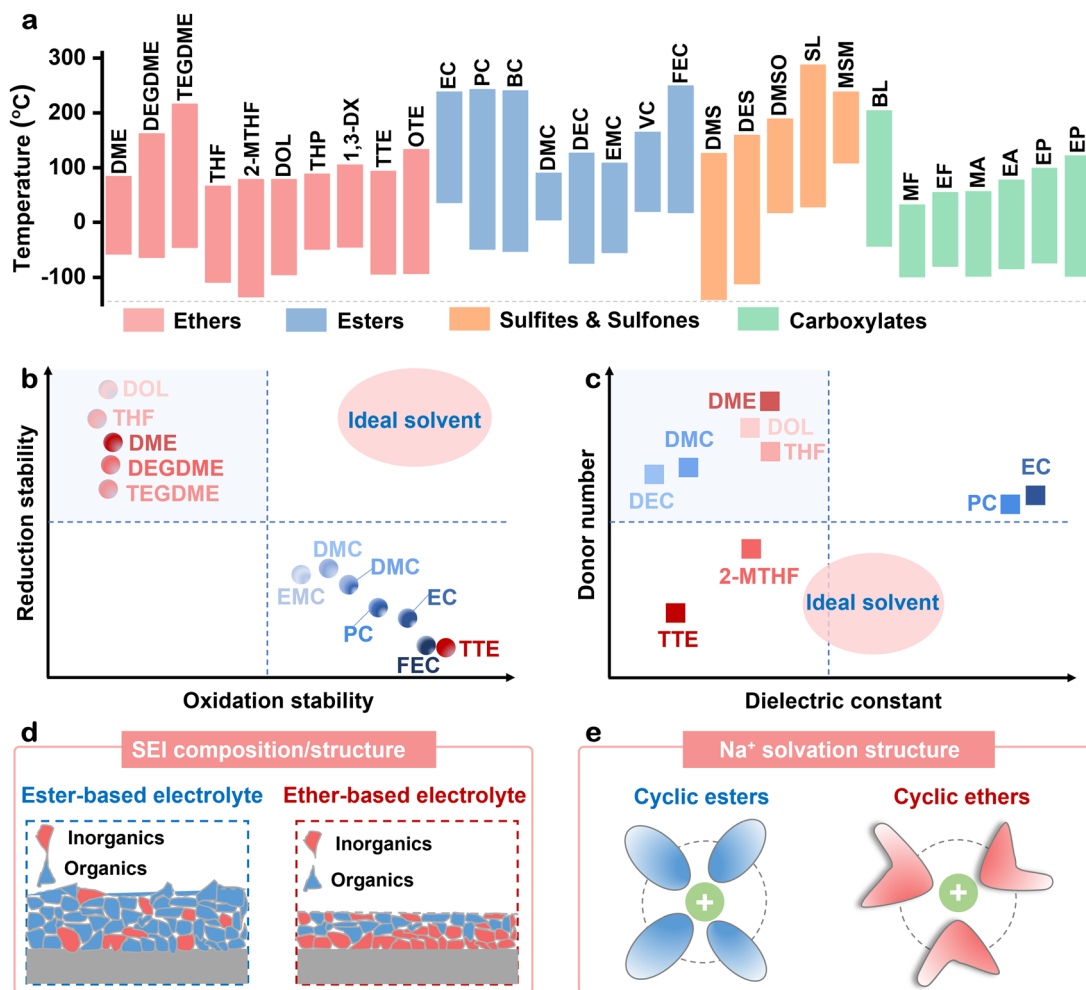 a
Temperature (°C)
300
200
100
0
-100
DME
DEGDME
TEGDME
THF
2-MTHF
DOL
THP
1,3-DX
TTE
OTE
EC
PC
BC
DMC
DEC
EMC
VC
FEC
DMS
DES
DMSO
SL
MSM
BL
MF
EF
MA
EA
EP
EP
Ethers
Esters
Sulfites & Sulfones
Carboxylates
b
Reduction stability
DOL
THF
DME
DEGDME
TEGDME
Ideal solvent
DMC
EMC
DMC
PC
EC
FEC
TTE
Oxidation stability
c
Donor number
DME
DOL
DMC
THF
DEC
EC
PC
2-MTHF
Ideal solvent
TTE
Dielectric constant
d
SEI composition/structure
Ester-based electrolyte
Inorganics
Organics
Ether-based electrolyte
Inorganics
Organics
e
Na⁺ solvation structure
Cyclic esters
+
Cyclic ethers
+